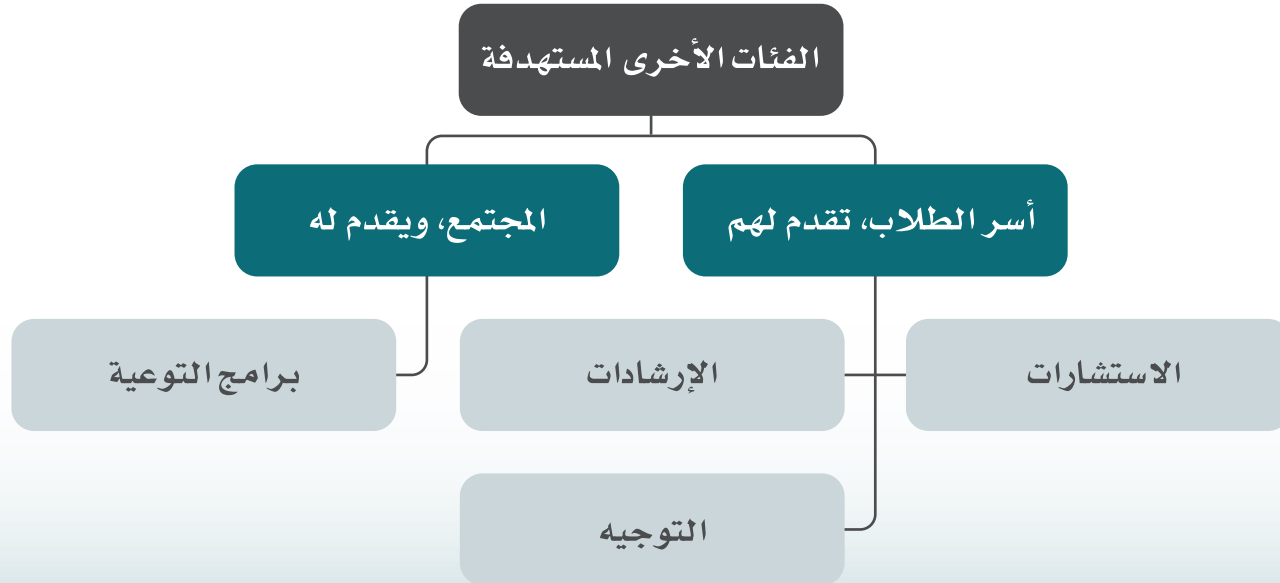 الفئات الأخرى المستهدفة
أسر الطلاب، تقدم لهم
المجتمع، ويقدم له
الاستشارات
الإرشادات
برامج التوعية
التوجيه